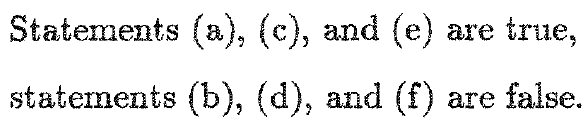 Statements (a), (c), and (e) are true,
statements (b), (d), and (f) are false.